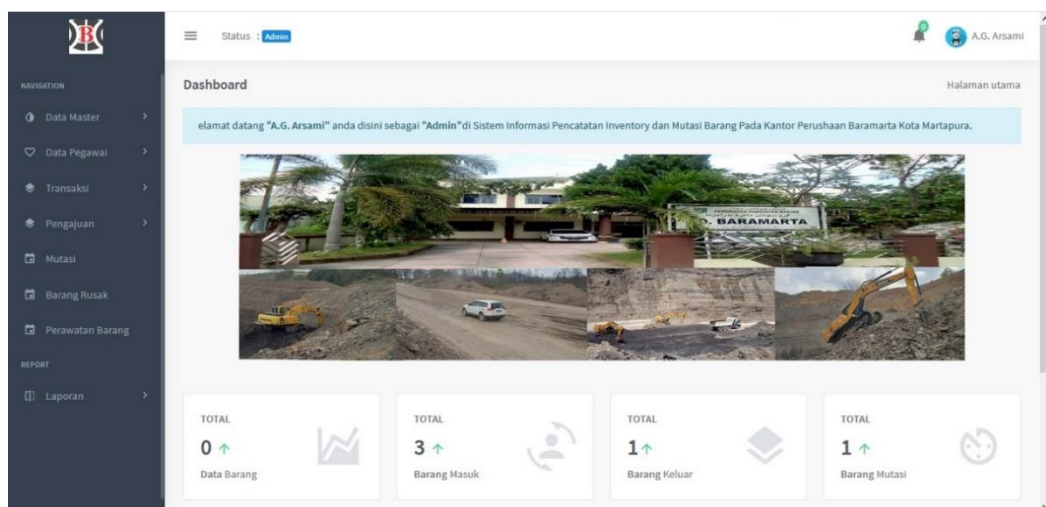 B
Status : Admin
0
A.G. Arsami
NAVIGATION
Data Master
Data Pegawai
Transaksi
Pengajuan
Mutasi
Barang Rusak
Perawatan Barang
REPORT
Laporan
Dashboard
Halaman utama
elamat datang "A.G. Arsami" anda disini sebagai "Admin"di Sistem Informasi Pencatatan Inventory dan Mutasi Barang Pada Kantor Perushaan Baramarta Kota Martapura.
D. BARAMARTA
TOTAL
0
Data Barang
TOTAL
3
Barang Masuk
TOTAL
1
Barang Keluar
TOTAL
1
Barang Mutasi